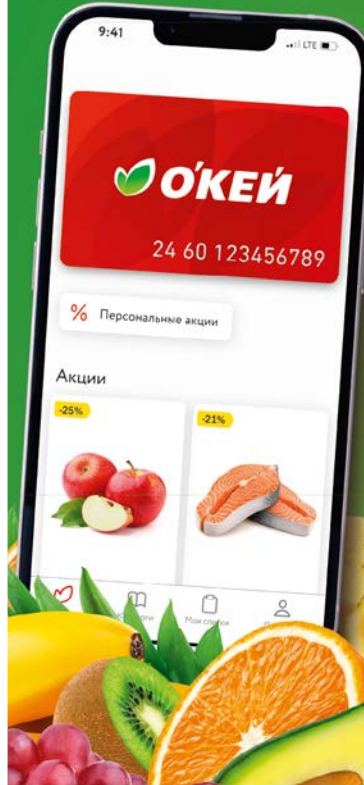 9:41
LTE
О'КЕЙ
24 60 123456789
% Персональные акции
Акции
-25%
-21%
Мои списки